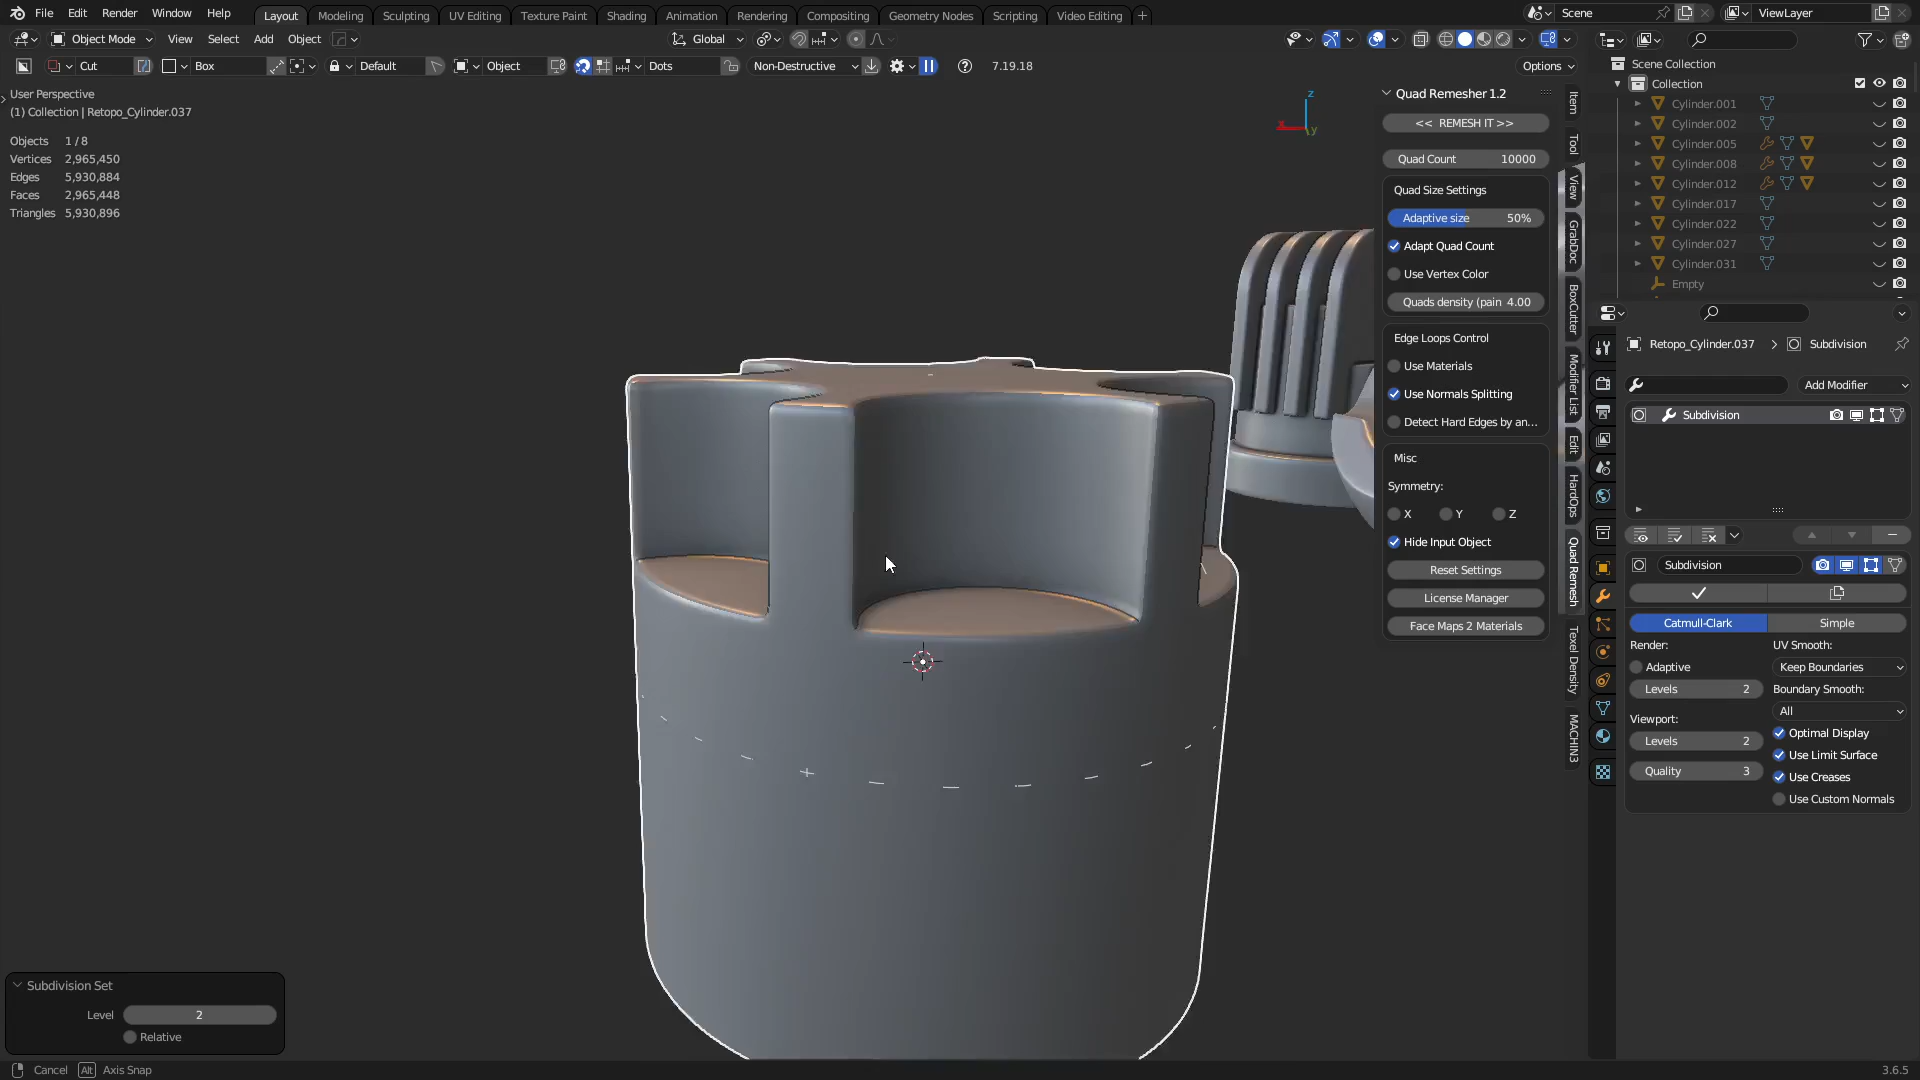 File Edit Render Window Help Layout Modeling Sculpting UV Editing Texture Paint Shading Animation Rendering Compositing Geometry Nodes Scripting Video Editing + Scene ViewLayer
Object Mode View Select Add Object Global
Cut Box Default Object Dots Non-Destructive 7.19.18 Options
User Perspective
(1) Collection | Retopo_Cylinder.037
Objects 1 / 8
Vertices 2,965,450
Edges 5,930,884
Faces 2,965,448
Triangles 5,930,896
z
x
y
Quad Remesher 1.2
<< REMESH IT >>
Quad Count 10000
Quad Size Settings
Adaptive size 50%
Adapt Quad Count
Use Vertex Color
Quads density (pain 4.00
Edge Loops Control
Use Materials
Use Normals Splitting
Detect Hard Edges by an...
Misc
Symmetry:
X Y Z
Hide Input Object
Reset Settings
License Manager
Face Maps 2 Materials
Item
Tool
View
GrabDoc
BoxCutter
Modifier List
Edit
HardOps
Quad Remesh
Texel Density
MACHIN3
Scene Collection
Collection
Cylinder.001
Cylinder.002
Cylinder.005
Cylinder.008
Cylinder.012
Cylinder.017
Cylinder.022
Cylinder.027
Cylinder.031
Empty
Retopo_Cylinder.037 > Subdivision
Add Modifier
Subdivision
Subdivision
Catmull-Clark Simple
Render: UV Smooth:
Adaptive Keep Boundaries
Levels 2 Boundary Smooth:
All
Viewport:
Optimal Display
Levels 2
Use Limit Surface
Quality 3
Use Creases
Use Custom Normals
Subdivision Set
Level 2
Relative
Cancel Alt Axis Snap 3.6.5